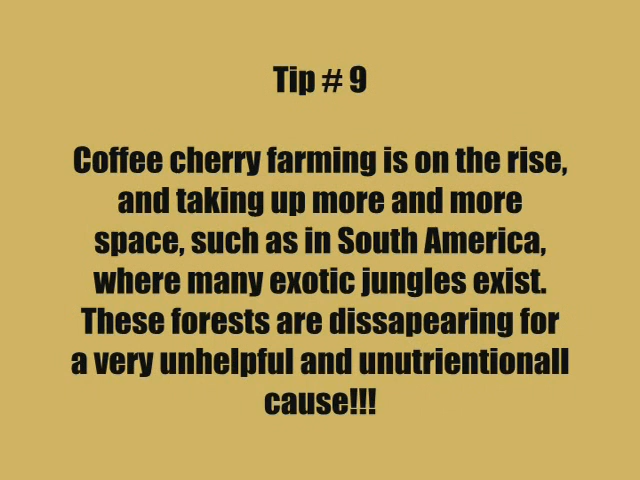 Tip # 9
Coffee cherry farming is on the rise,
and taking up more and more
space, such as in South America,
where many exotic jungles exist.
These forests are dissapearing for
a very unhelpful and unutrientionall
cause!!!